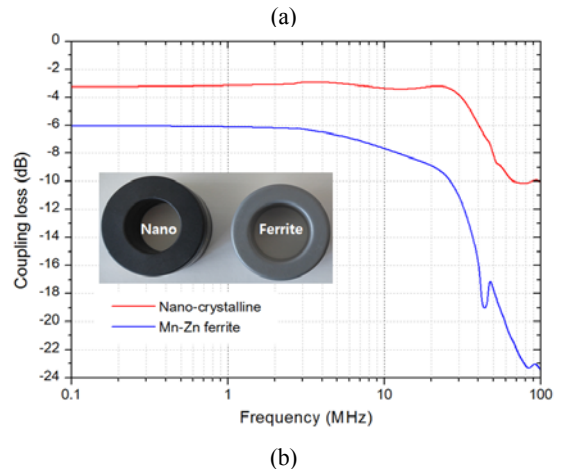 (a)
0
-2
-4
-6
-8
-10
-12
-14
-16
-18
-20
-22
-24
Coupling loss (dB)
Nano
Ferrite
Nano-crystalline
Mn-Zn ferrite
0.1
1
10
100
Frequency (MHz)
(b)